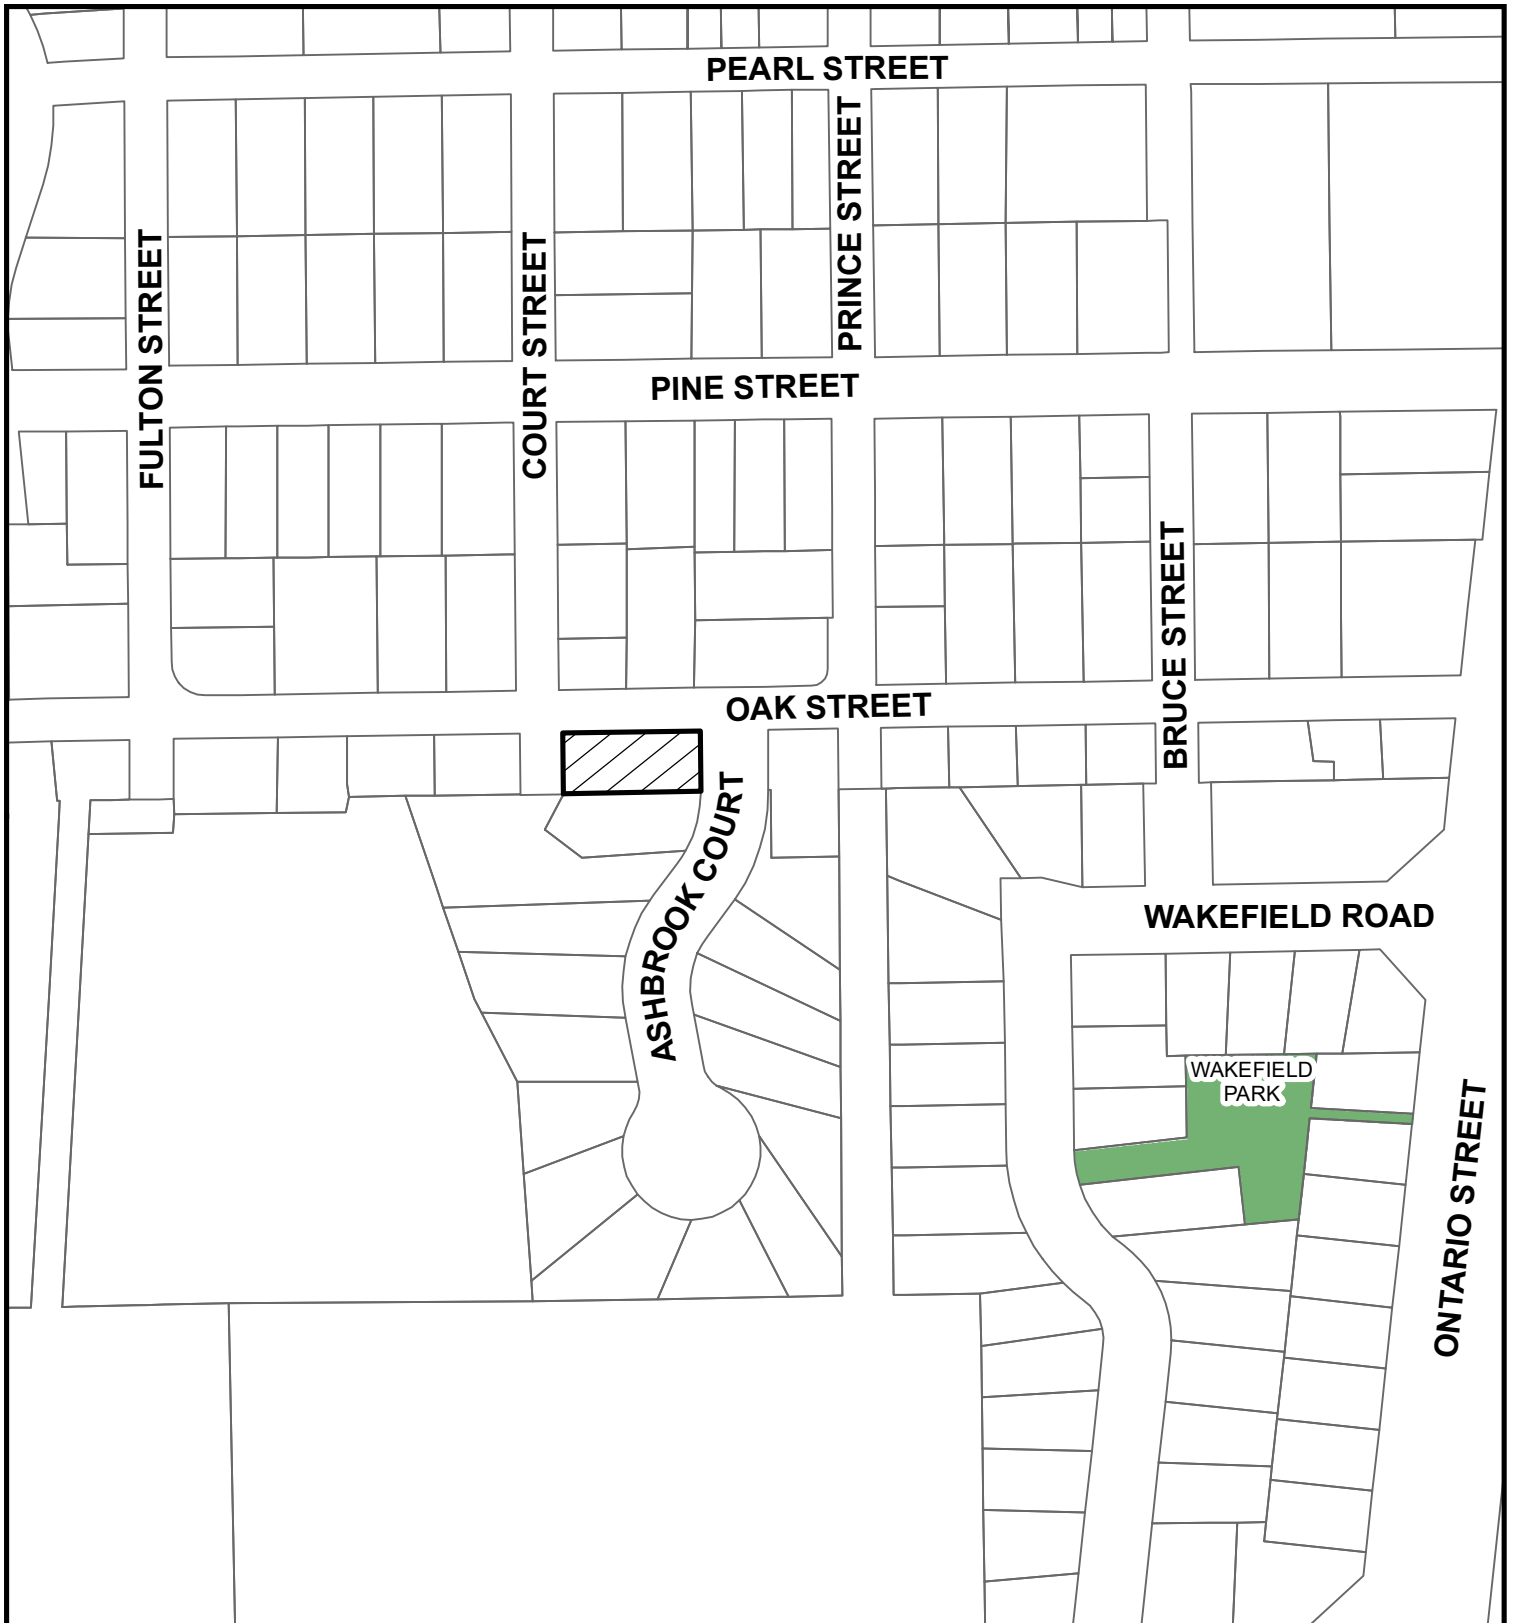 PEARL STREET
PRINCE STREET
FULTON STREET
COURT STREET
PINE STREET
BRUCE STREET
OAK STREET
ASHBROOK COURT
WAKEFIELD ROAD
WAKEFIELD
PARK
ONTARIO STREET